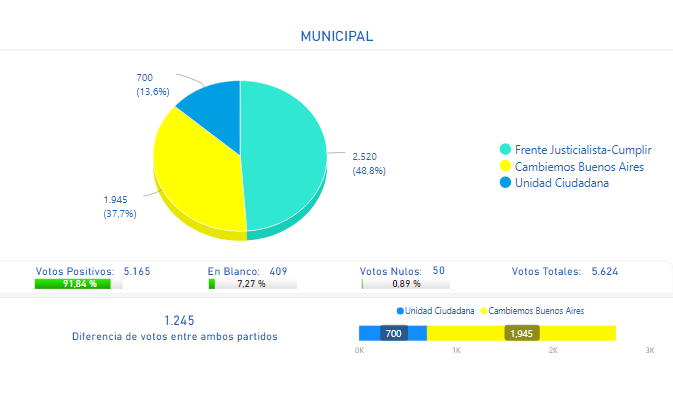 MUNICIPAL
700
(13,6%)
2.520
(48,8%)
1.945
(37,7%)
Frente Justicialista-Cumplir
Cambiemos Buenos Aires
Unidad Ciudadana
Votos Positivos: 5.165
91,84 %
En Blanco: 409
7,27 %
Votos Nulos: 50
0,89 %
Votos Totales: 5.624
1.245
Diferencia de votos entre ambos partidos
Unidad Ciudadana Cambiemos Buenos Aires
700 1,945
0K 1K 2K 3K